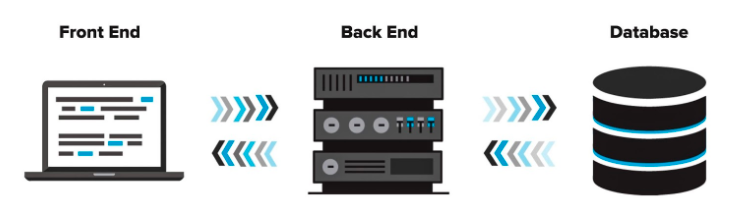 Front End
Back End
Database